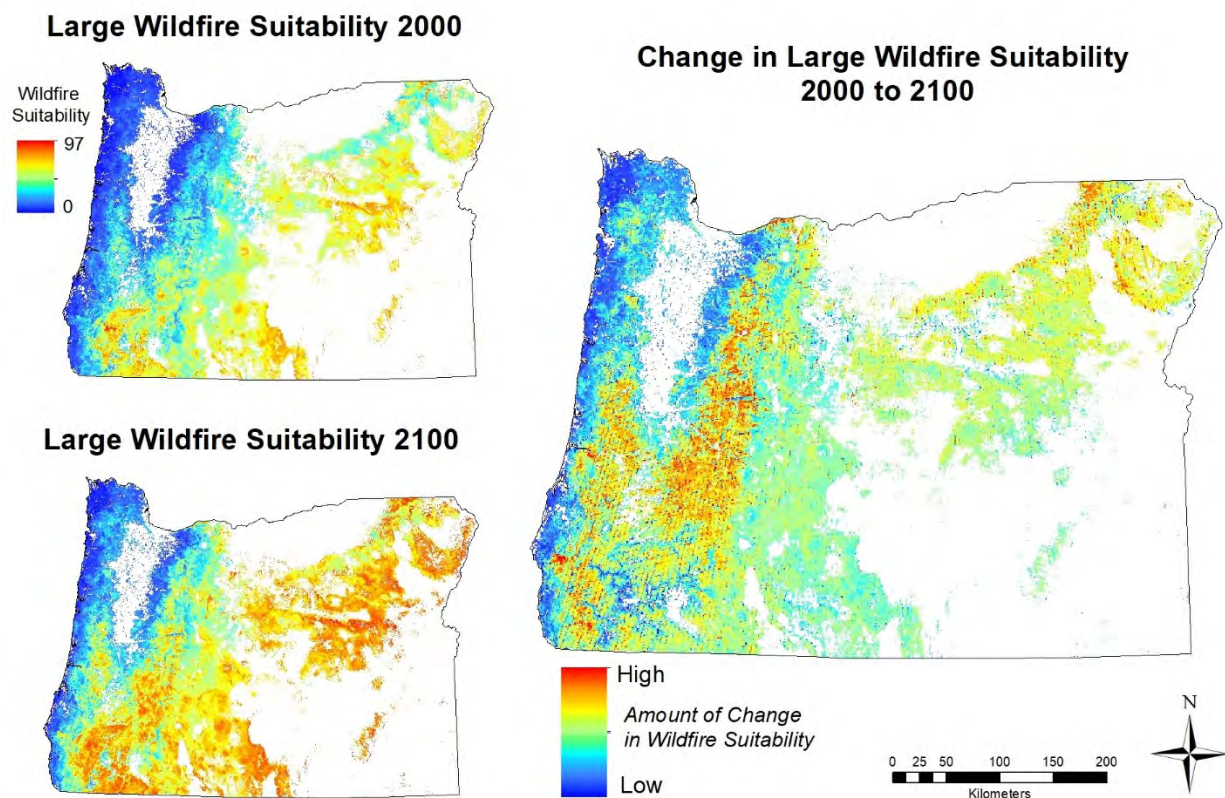 Large Wildfire Suitability 2000
Wildfire
Suitability
97
0
Large Wildfire Suitability 2100
Change in Large Wildfire Suitability
2000 to 2100
High
Amount of Change
in Wildfire Suitability
Low
N
0 25 50 100 150 200
Kilometers